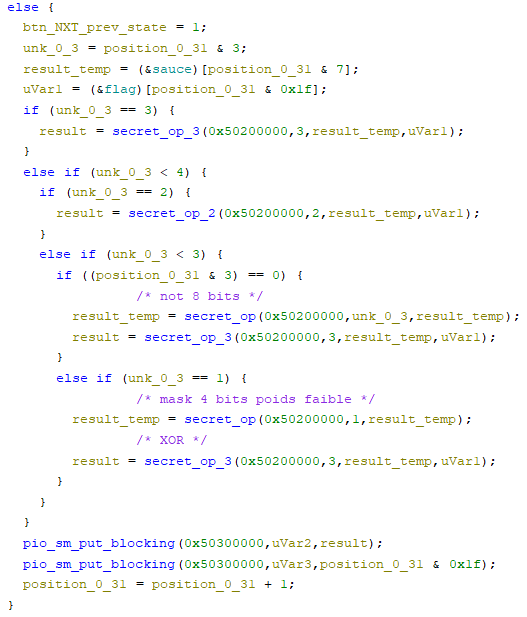 else {
btn_NXT_prev_state = 1;
unk_0_3 = position_0_31 & 3;
result_temp = (&sauce)[position_0_31 & 7];
uVar1 = (&flag)[position_0_31 & 0x1f];
if (unk_0_3 == 3) {
result = secret_op_3(0x50200000,3,result_temp,uVar1);
}
else if (unk_0_3 < 4) {
if (unk_0_3 == 2) {
result = secret_op_2(0x50200000,2,result_temp,uVar1);
}
else if (unk_0_3 < 3) {
if ((position_0_31 & 3) == 0) {
/* not 8 bits */
result_temp = secret_op(0x50200000,unk_0_3,result_temp);
result = secret_op_3(0x50200000,3,result_temp,uVar1);
}
else if (unk_0_3 == 1) {
/* mask 4 bits poids faible */
result_temp = secret_op(0x50200000,1,result_temp);
/* XOR */
result = secret_op_3(0x50200000,3,result_temp,uVar1);
}
}
}
pio_sm_put_blocking(0x50300000,uVar2,result);
pio_sm_put_blocking(0x50300000,uVar3,position_0_31 & 0x1f);
position_0_31 = position_0_31 + 1;
}